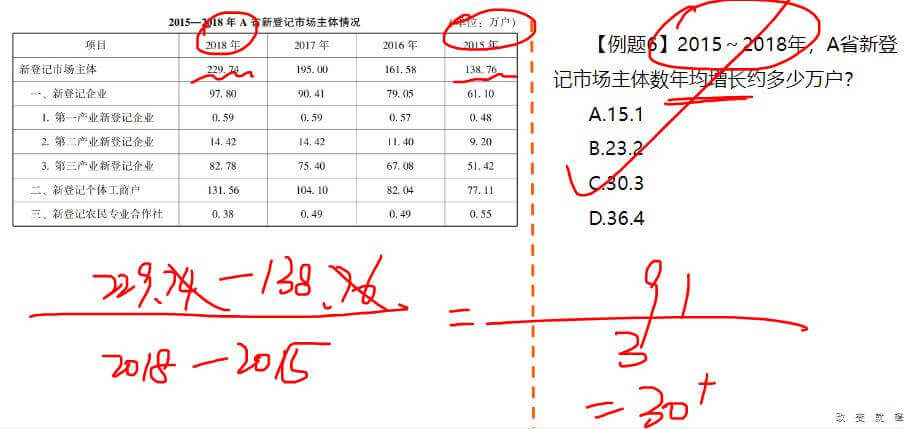 2015—2018 年 A 省新登记市场主体情况 (单位：万户)
项目 2018 年 2017 年 2016 年 2015 年
新登记市场主体 229.74 195.00 161.58 138.76
一、新登记企业 97.80 90.41 79.05 61.10
1. 第一产业新登记企业 0.59 0.59 0.57 0.48
2. 第二产业新登记企业 14.42 14.42 11.40 9.20
3. 第三产业新登记企业 82.78 75.40 67.08 51.42
二、新登记个体工商户 131.56 104.10 82.04 77.11
三、新登记农民专业合作社 0.38 0.49 0.49 0.55
【例题6】2015～2018年，A省新登
记市场主体数年均增长约多少万户？
A.15.1
B.23.2
C.30.3
D.36.4
229.74 - 138.76
2018 - 2015
=
91
3
= 30+
改 变 就 在